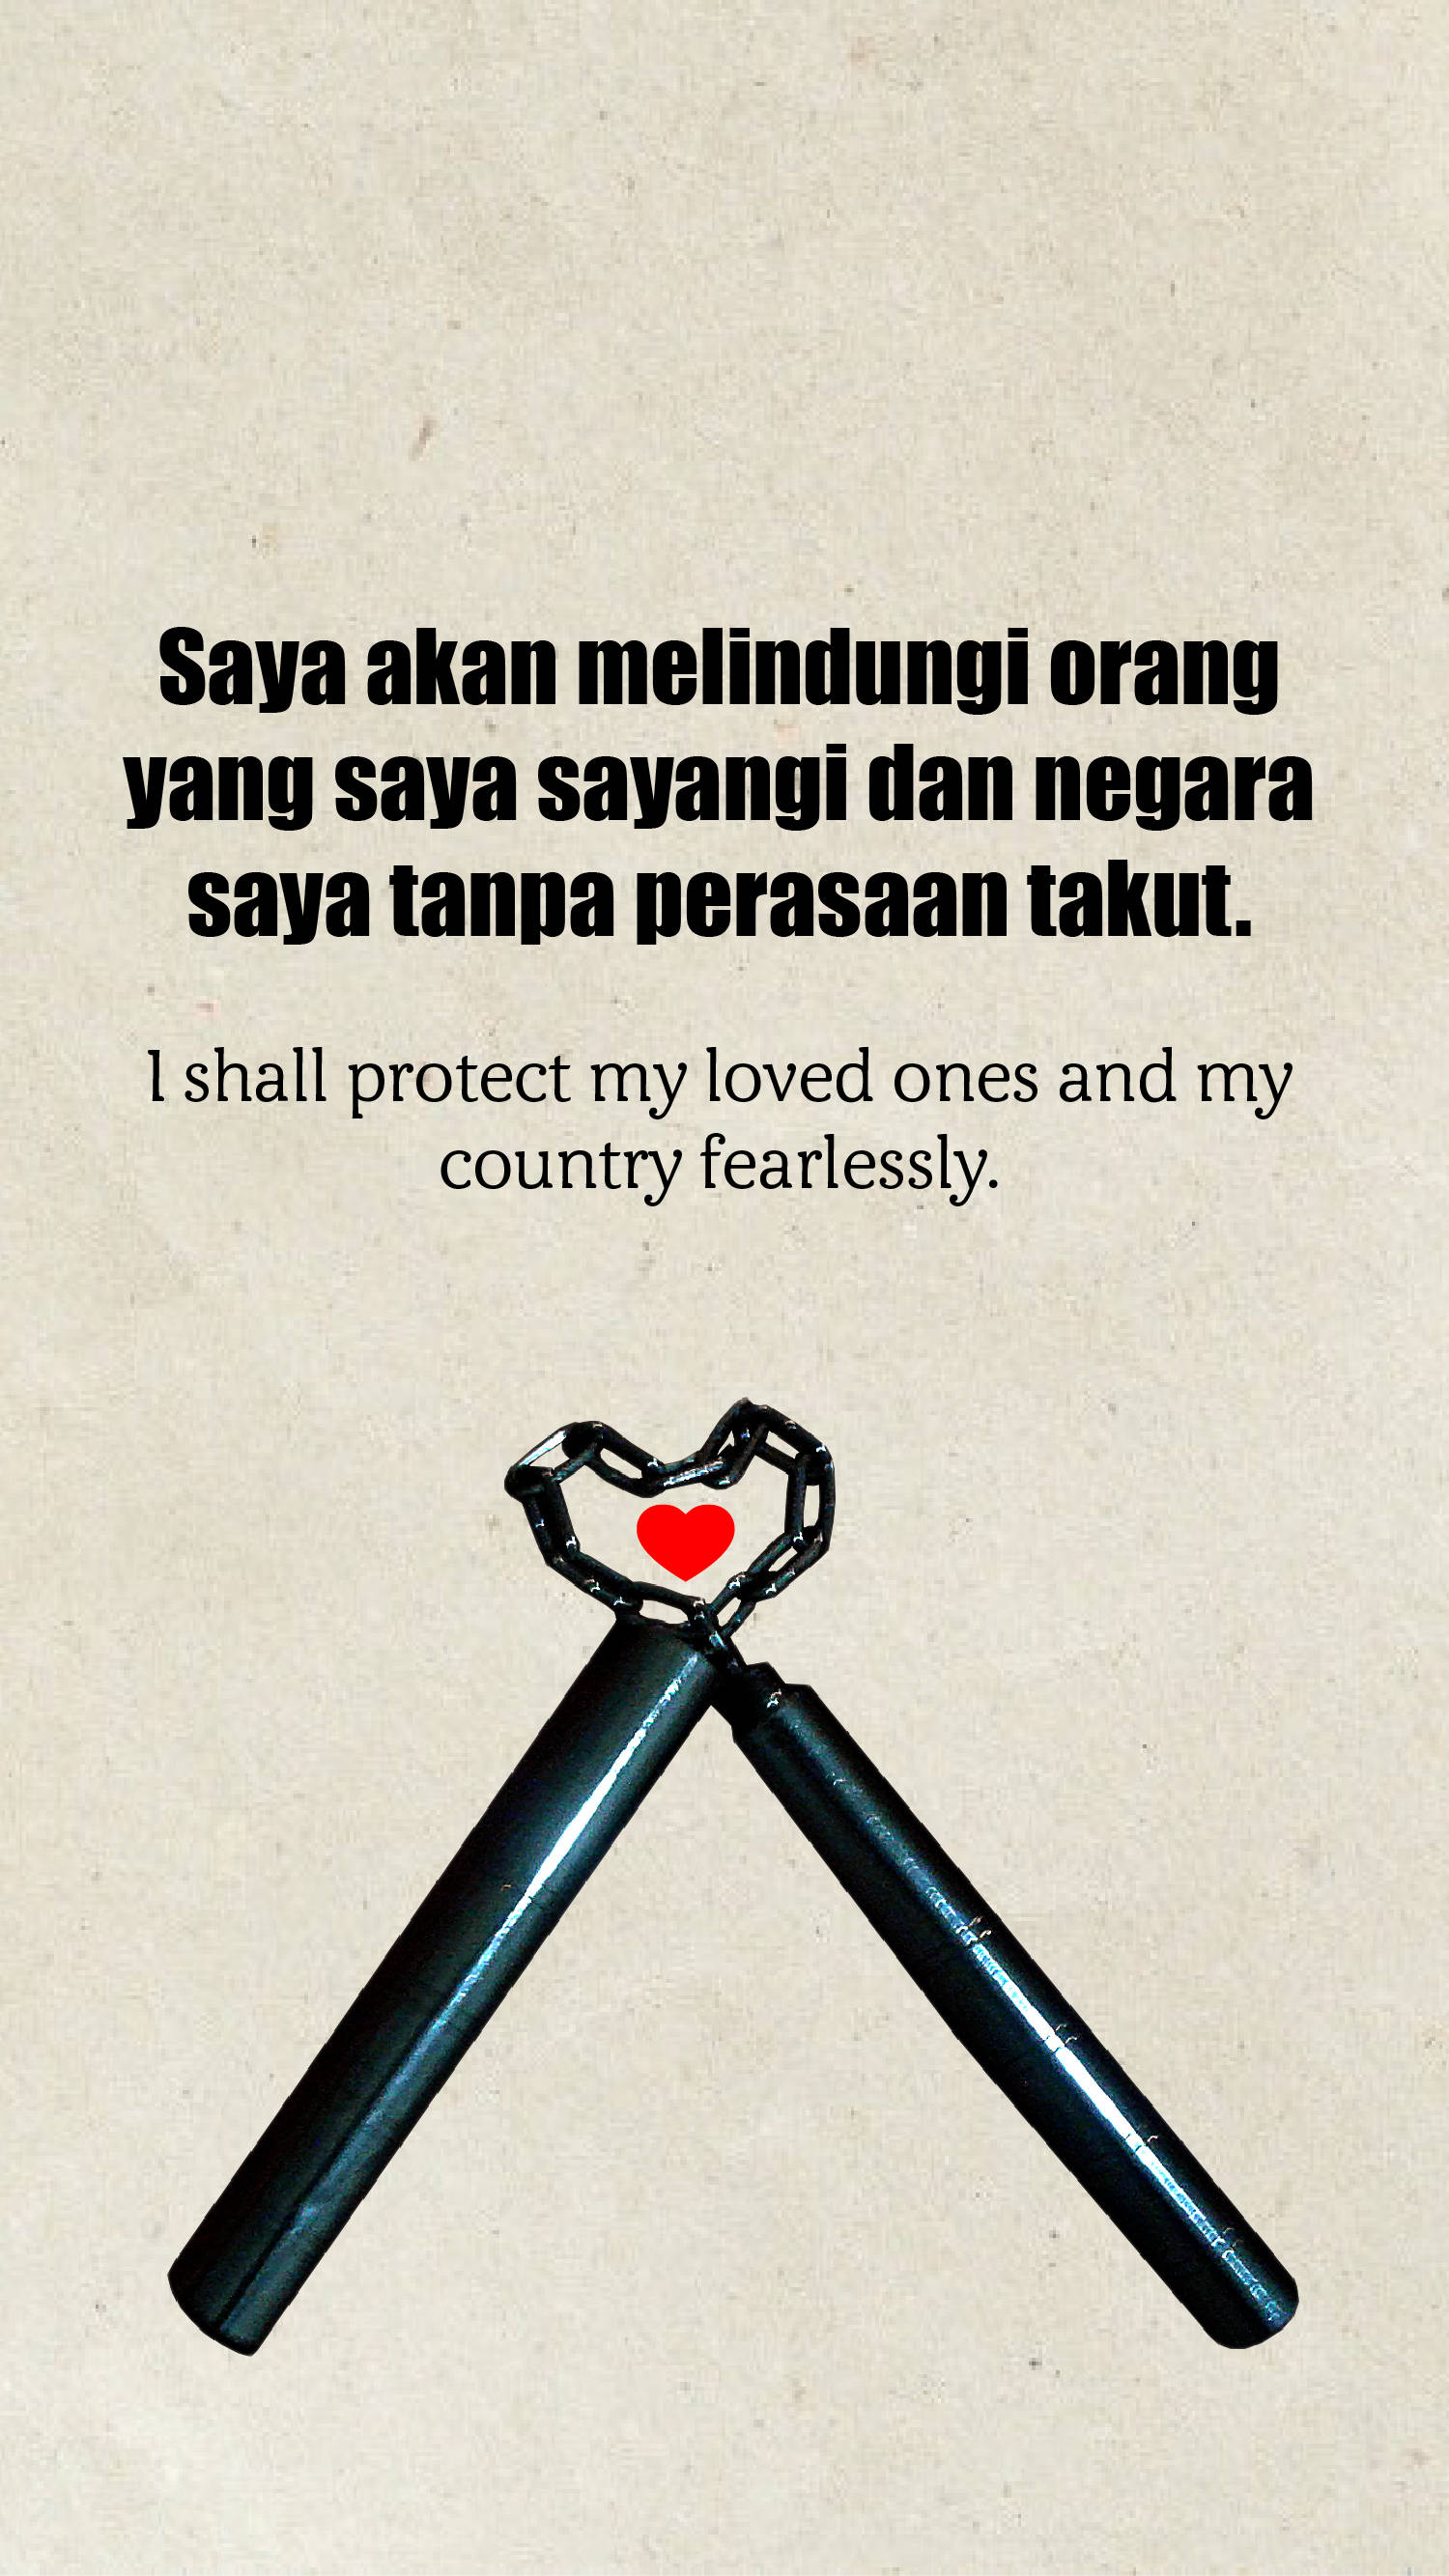 Saya akan melindungi orang
yang saya sayangi dan negara
saya tanpa perasaan takut.
I shall protect my loved ones and my
country fearlessly.